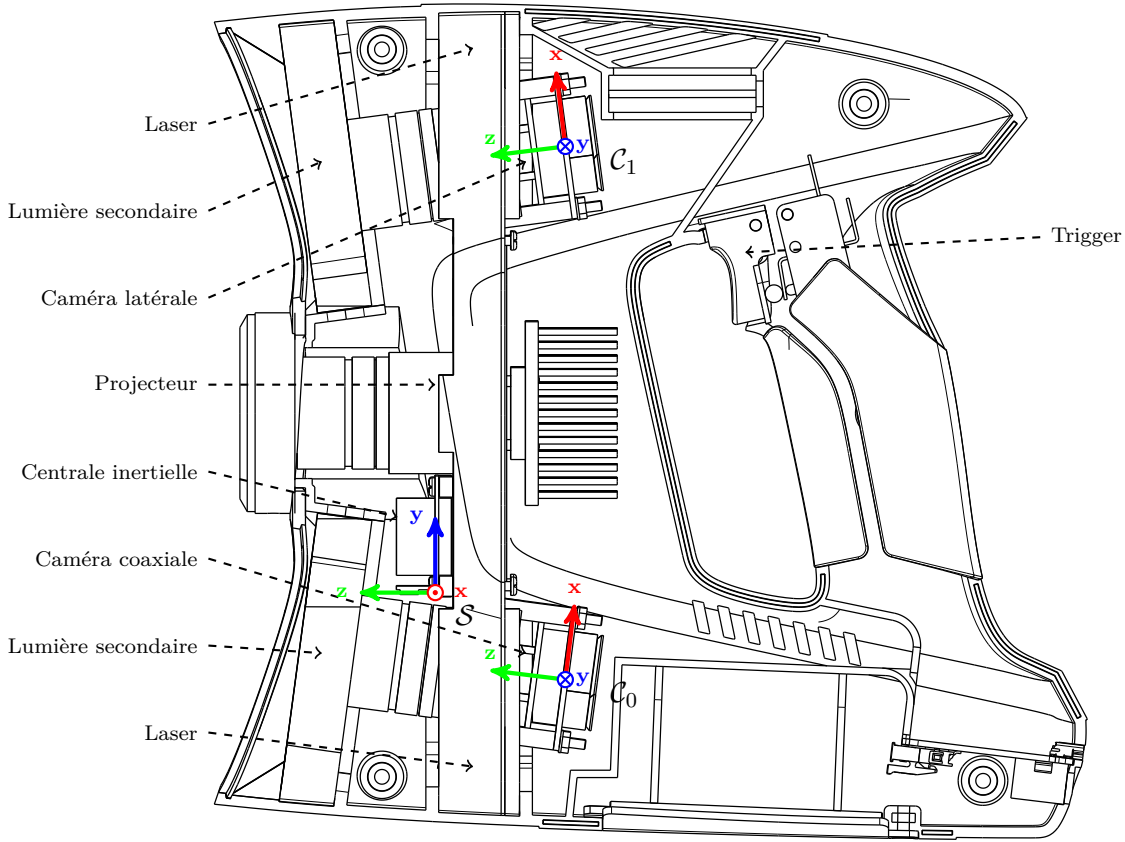 x
Laser
z
y
C1
Lumière secondaire
Trigger
Caméra latérale
Projecteur
Centrale inertielle
y
Caméra coaxiale
z
x
x
S
Lumière secondaire
z
y
C0
Laser